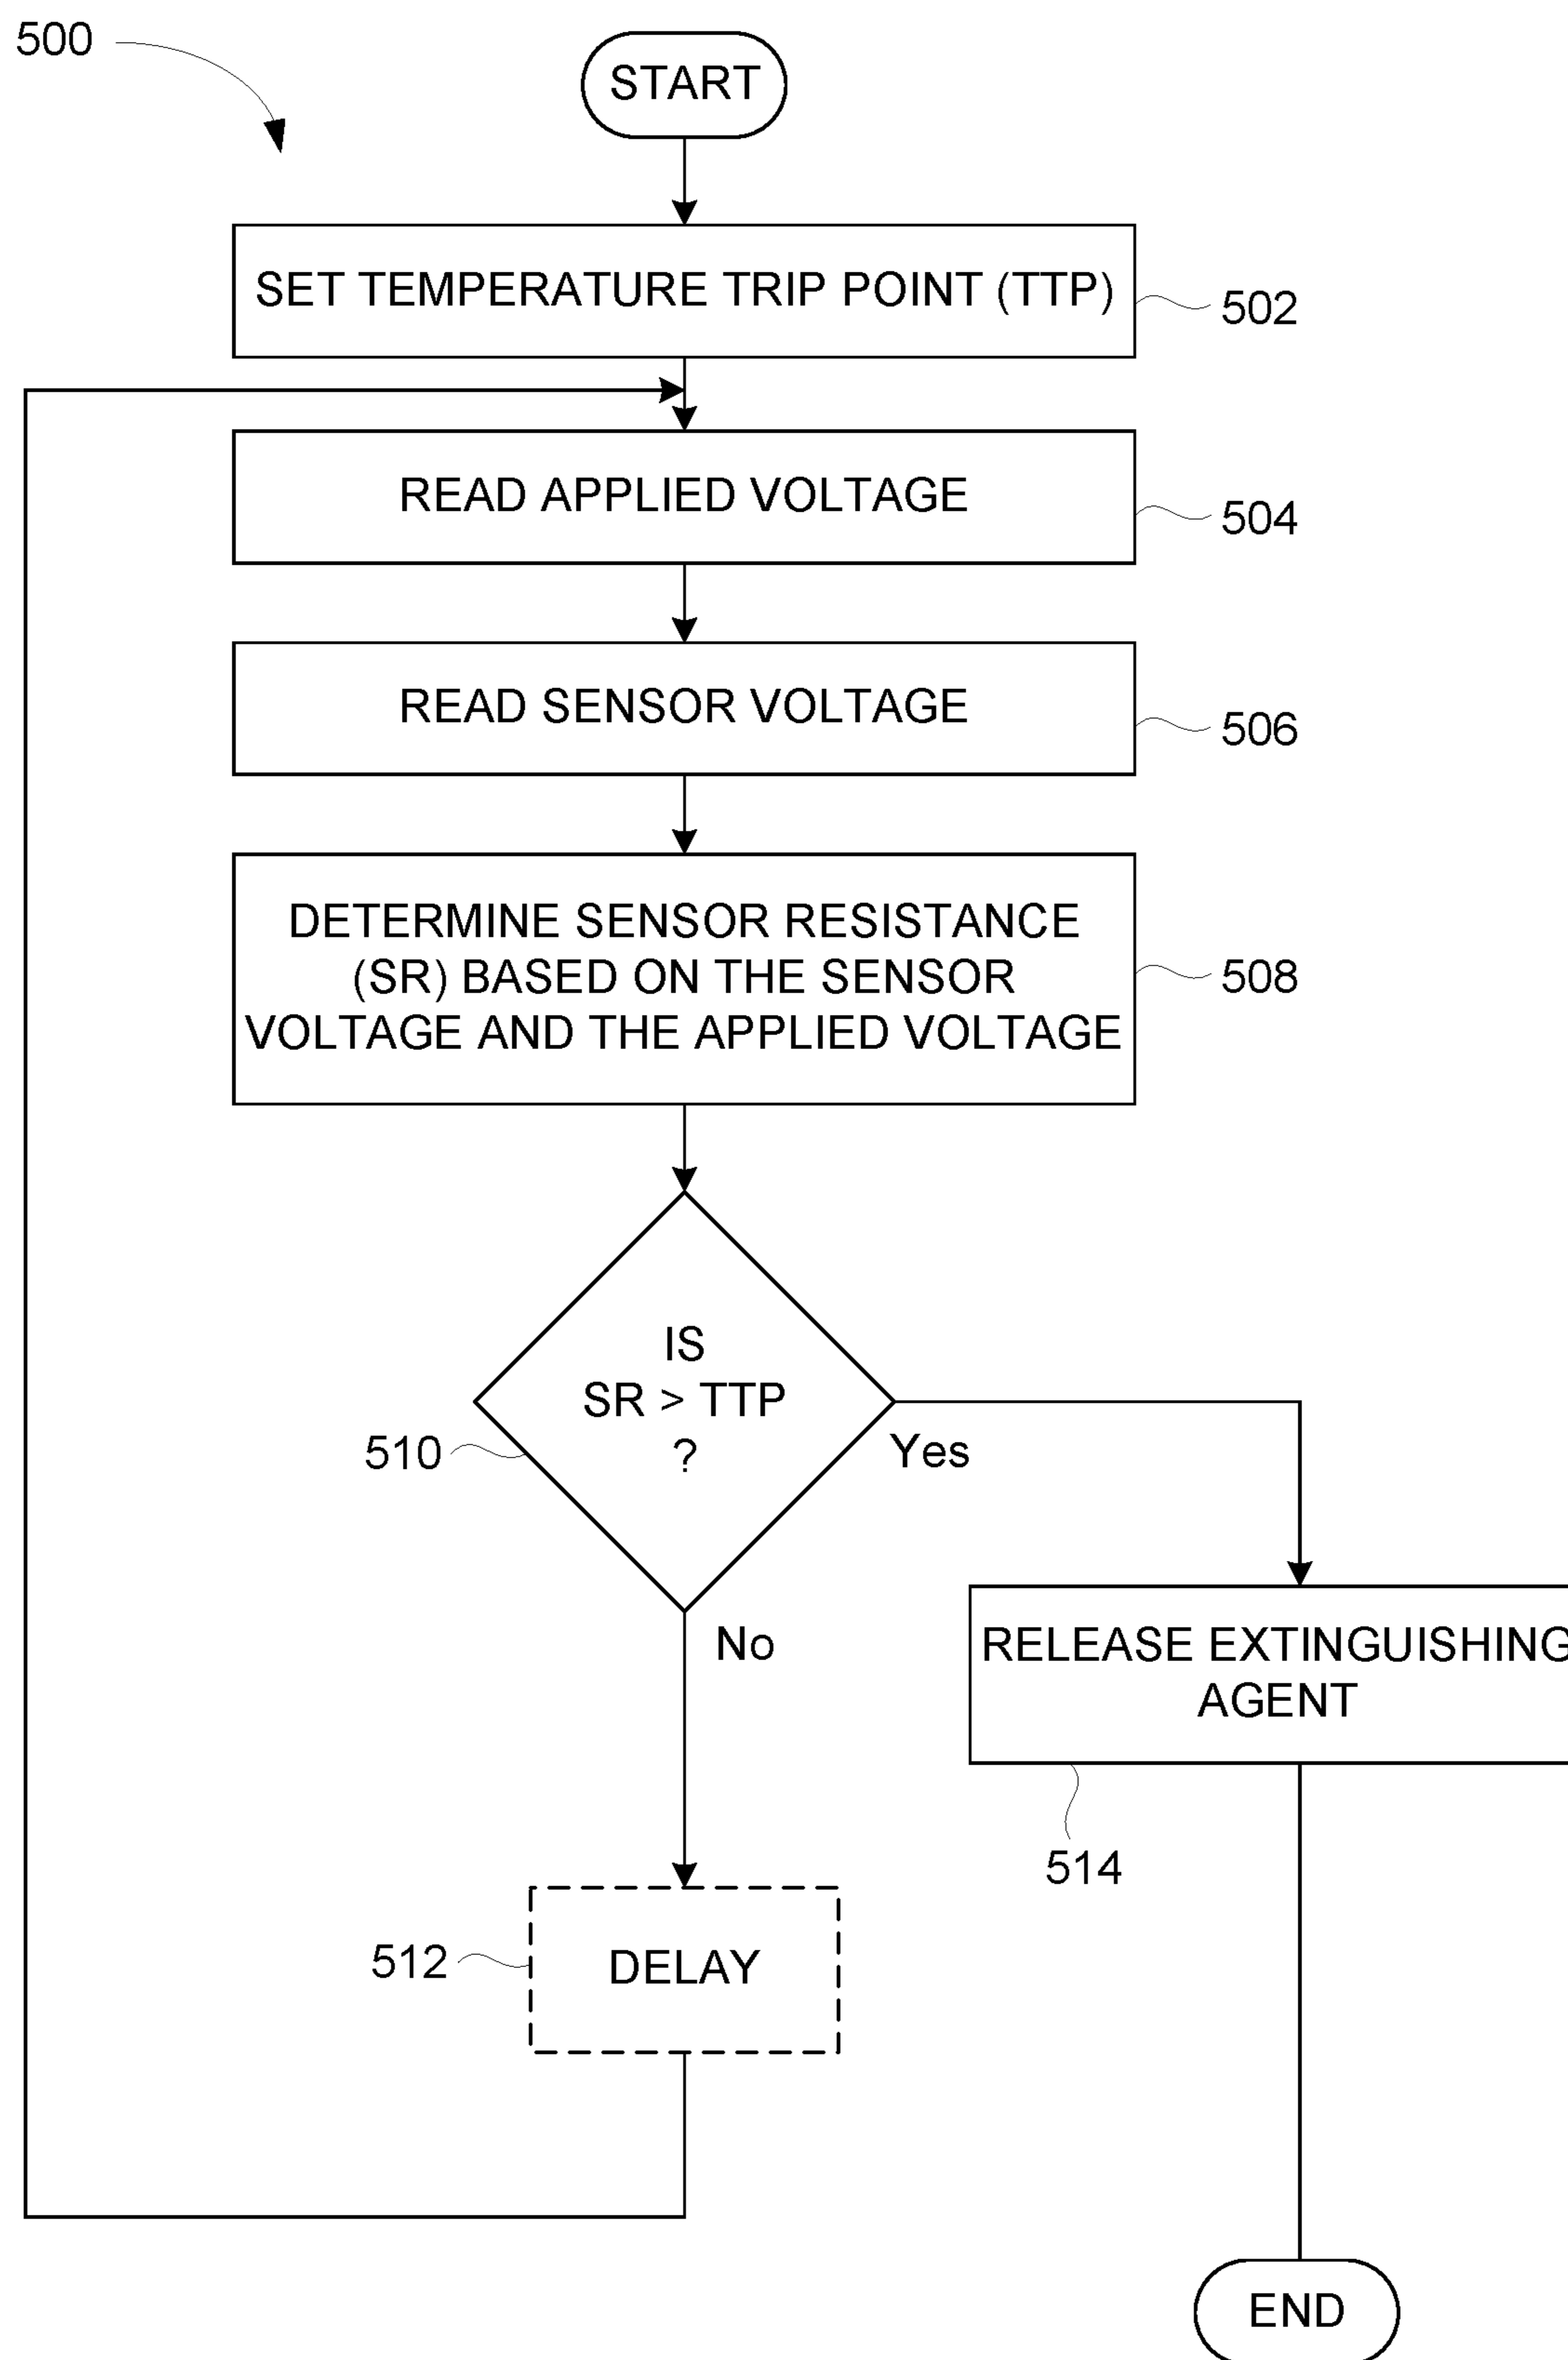 500
START
SET TEMPERATURE TRIP POINT (TTP)
502
READ APPLIED VOLTAGE
504
READ SENSOR VOLTAGE
506
DETERMINE SENSOR RESISTANCE
(SR) BASED ON THE SENSOR
VOLTAGE AND THE APPLIED VOLTAGE
508
IS
SR > TTP
?
510
Yes
No
RELEASE EXTINGUISHING
AGENT
514
512
DELAY
END